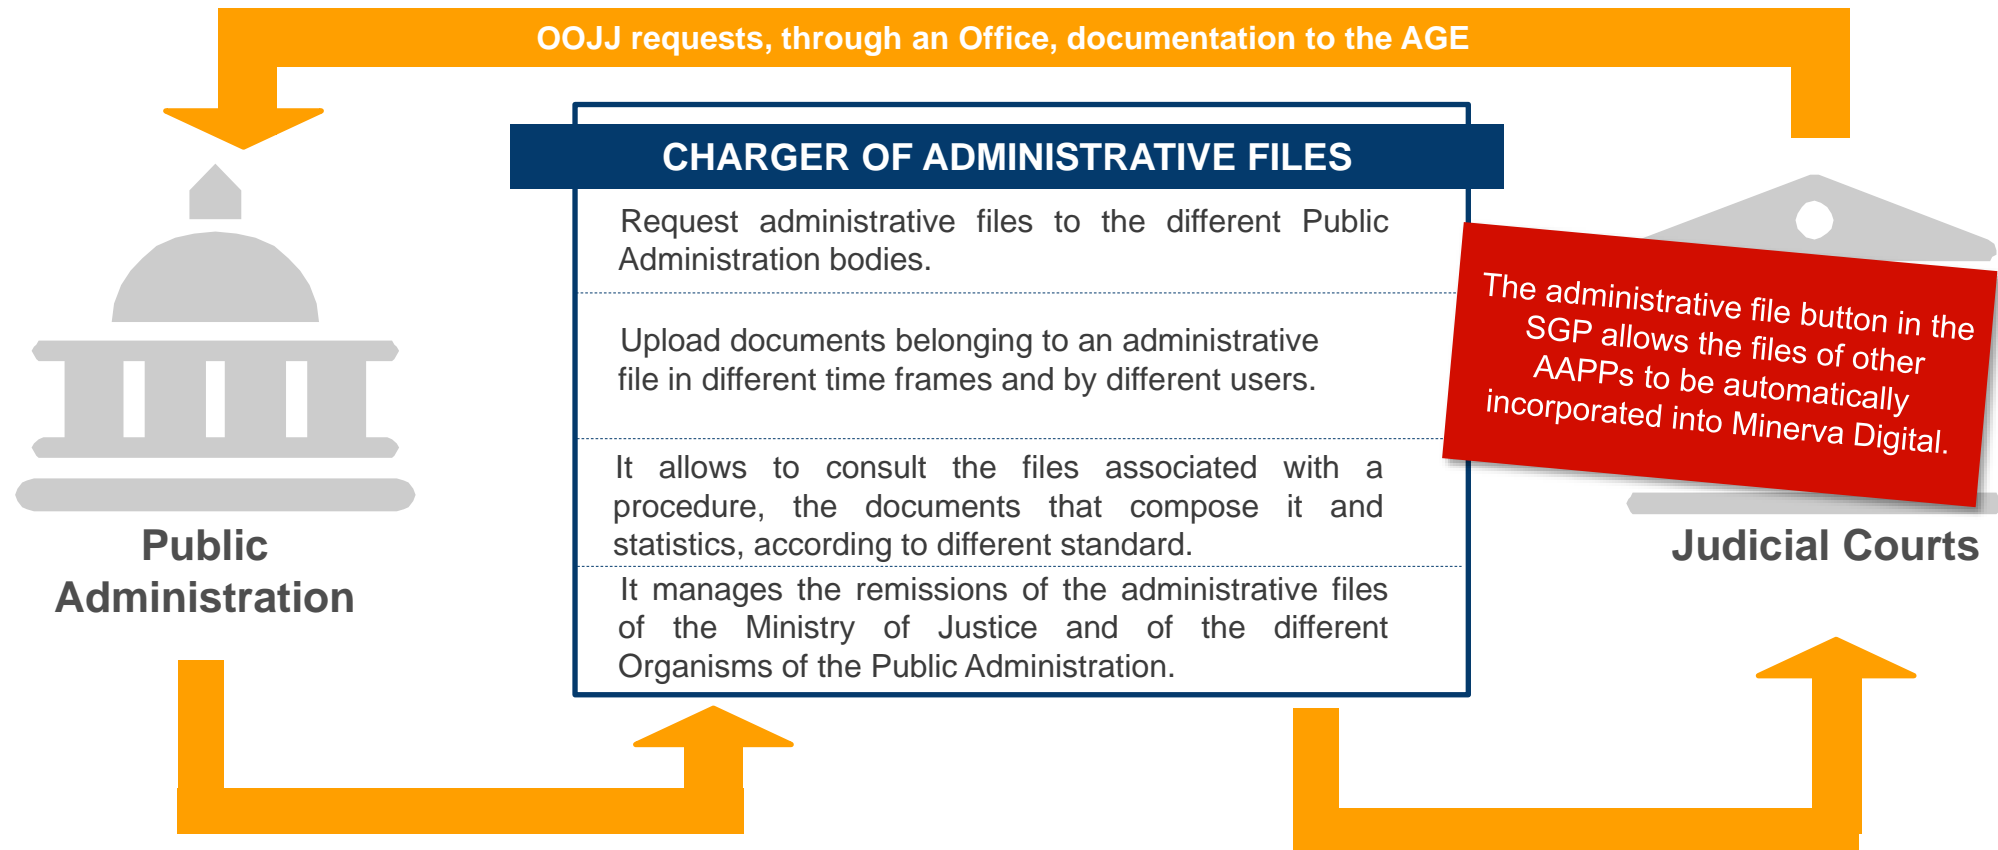 OOJJ requests, through an Office, documentation to the AGE
CHARGER OF ADMINISTRATIVE FILES
Request administrative files to the different Public
Administration bodies.
Upload documents belonging to an administrative
file in different time frames and by different users.
It allows to consult the files associated with a
procedure, the documents that compose it and
statistics, according to different standard.
It manages the remissions of the administrative files
of the Ministry of Justice and of the different
Organisms of the Public Administration.
The administrative file button in the
SGP allows the files of other
AAPPs to be automatically
incorporated into Minerva Digital.
Public
Administration
Judicial Courts